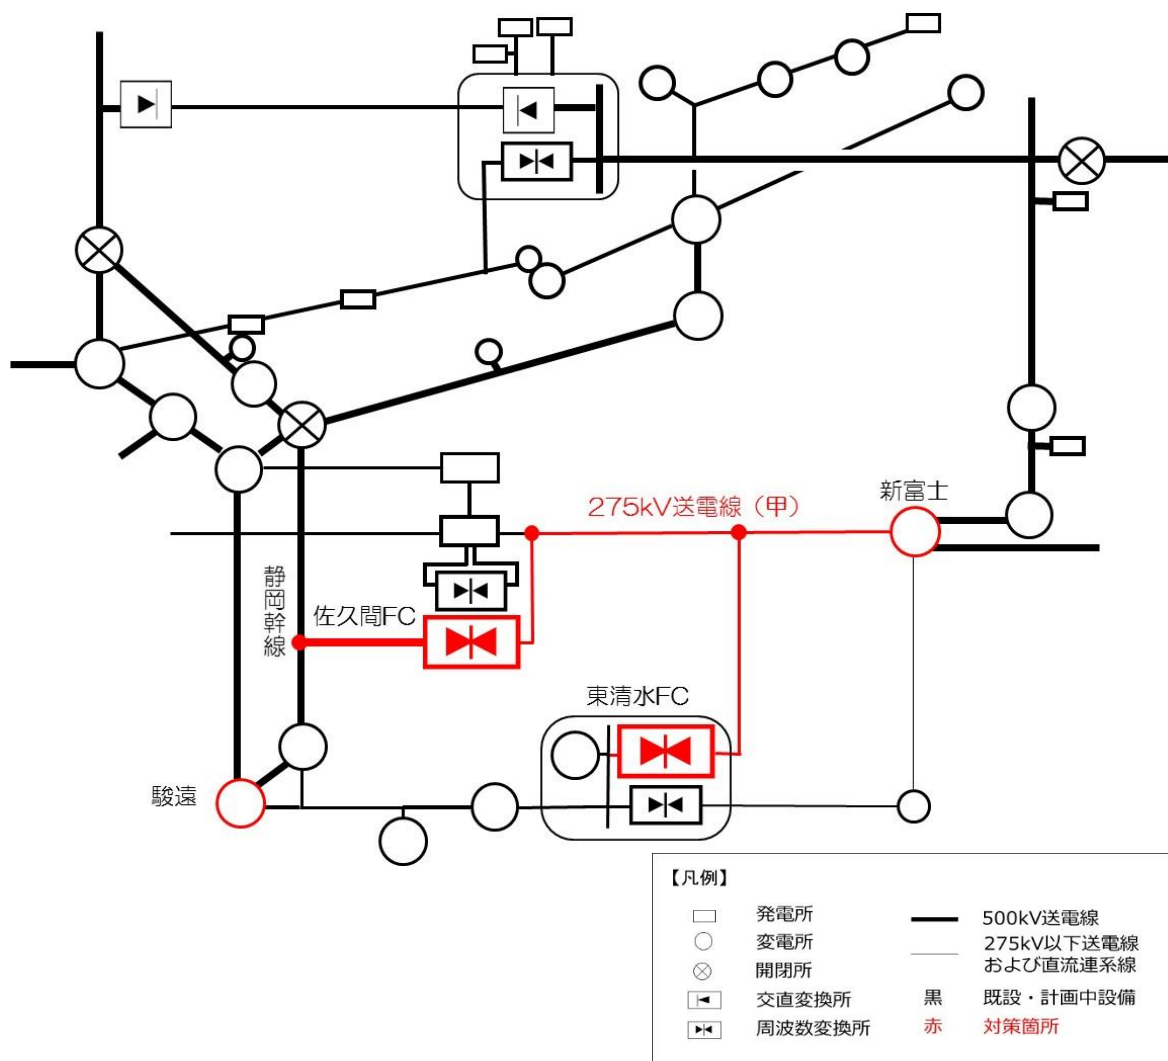 新富士
275kV送電線（甲）
静岡幹線
佐久間FC
東清水FC
駿遠
【凡例】
発電所
変電所
開閉所
交直変換所
周波数変換所
500kV送電線
275kV以下送電線
および直流連系線
黒 既設・計画中設備
赤 対策箇所